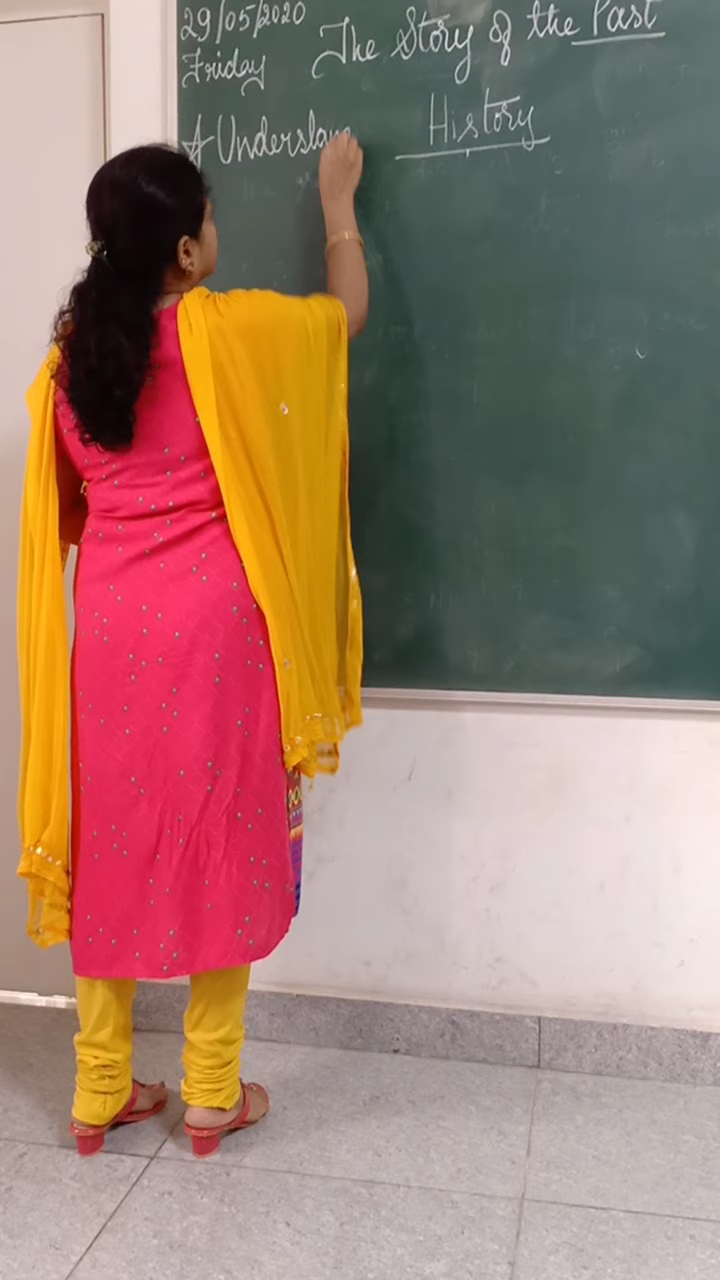 29/05/2020
The Story of the Past
Friday
History
☆ Understan